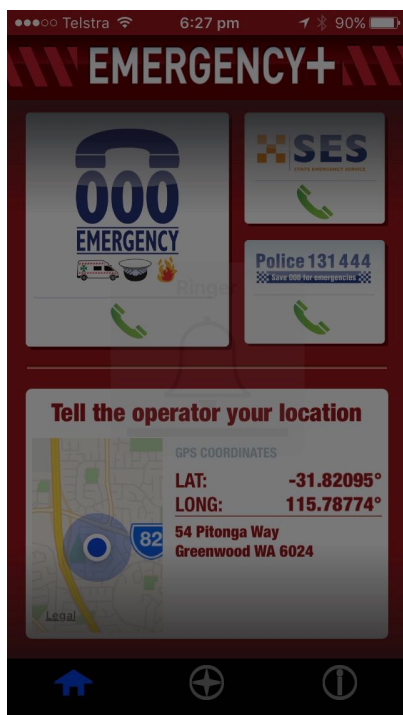 Telstra 6:27 pm 90%
EMERGENCY+
000
EMERGENCY
SES
STATE EMERGENCY SERVICE
Police 131 444
Save 000 for emergencies
Ringer
Tell the operator your location
GPS COORDINATES
LAT: -31.82095°
LONG: 115.78774°
54 Pitonga Way
Greenwood WA 6024
82
Legal